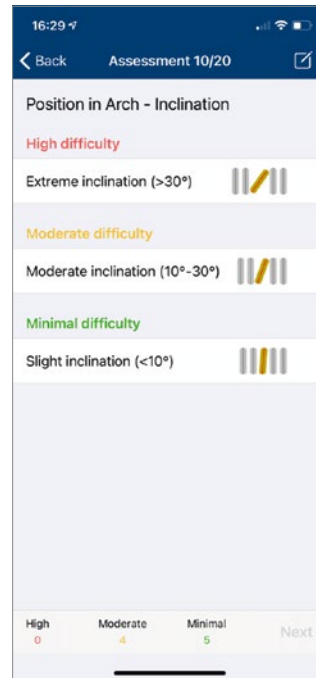 16:29
Back Assessment 10/20
Position in Arch - Inclination
High difficulty
Extreme inclination (>30°)
Moderate difficulty
Moderate inclination (10°-30°)
Minimal difficulty
Slight inclination (<10°)
High Moderate Minimal Next
0 4 5